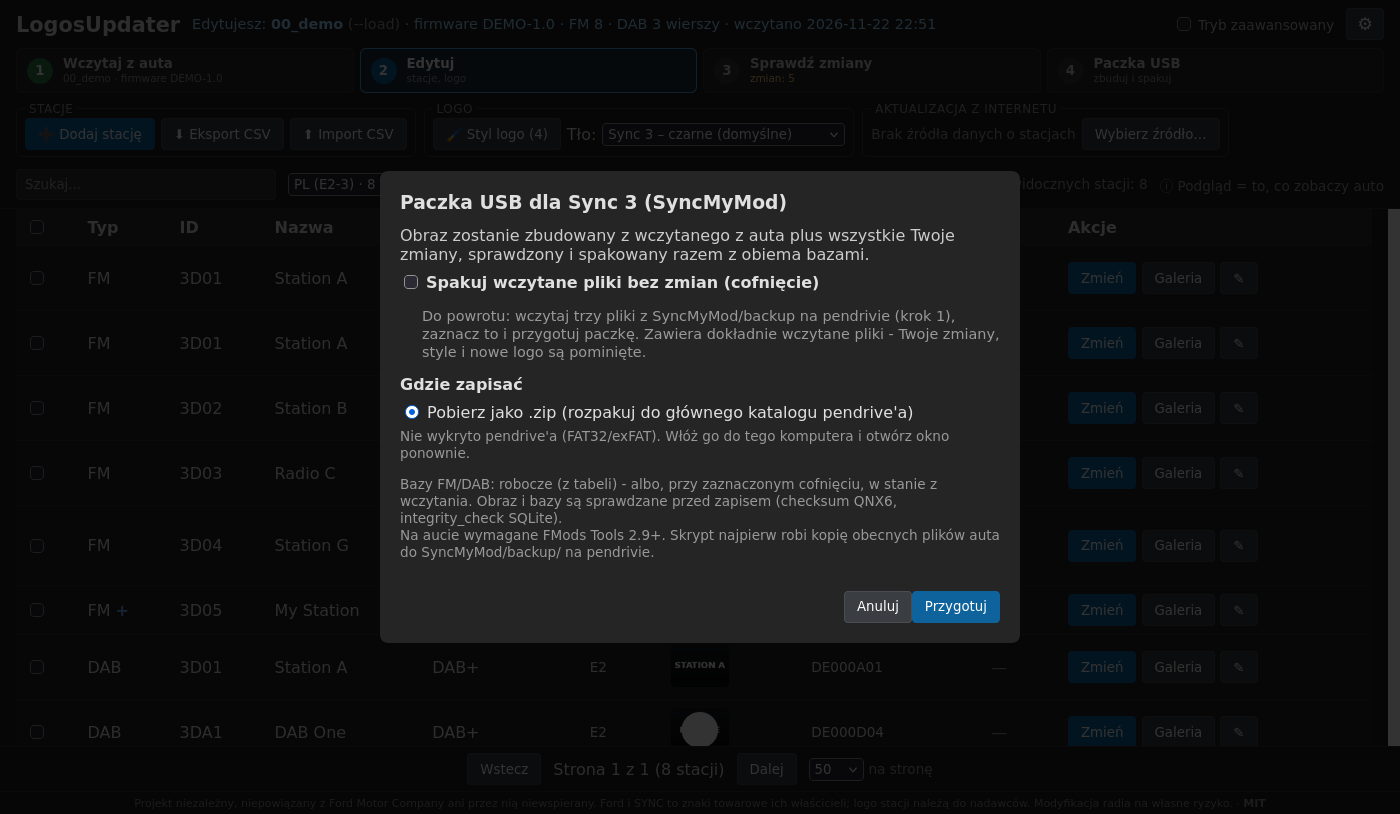 LogosUpdater
Edytujesz: 00_demo (--load) · firmware DEMO-1.0 · FM 8 · DAB 3 wierszy · wczytano 2026-11-22 22:51
Tryb zaawansowany
1 Wczytaj z auta
00_demo · firmware DEMO-1.0
2 Edytuj
stacje, logo
3 Sprawdź zmiany
zmian: 5
4 Paczka USB
zbuduj i spakuj
STACJE
➕ Dodaj stację
⬇ Eksport CSV
⬆ Import CSV
LOGO
Styl logo (4)
Tło:
Sync 3 – czarne (domyślne)
AKTUALIZACJA Z INTERNETU
Brak źródła danych o stacjach
Wybierz źródło...
Szukaj...
PL (E2-3) · 8
idocznych stacji: 8
ⓘ Podgląd = to, co zobaczy auto
Typ ID Nazwa Akcje
FM 3D01 Station A Zmień Galeria ✎
FM 3D01 Station A Zmień Galeria ✎
FM 3D02 Station B Zmień Galeria ✎
FM 3D03 Radio C Zmień Galeria ✎
FM 3D04 Station G Zmień Galeria ✎
FM + 3D05 My Station Zmień Galeria ✎
DAB 3D01 Station A DAB+ E2 STATION A DE000A01 — Zmień Galeria ✎
DAB 3DA1 DAB One DAB+ E2 DE000D04 — Zmień Galeria ✎
Paczka USB dla Sync 3 (SyncMyMod)
Obraz zostanie zbudowany z wczytanego z auta plus wszystkie Twoje
zmiany, sprawdzony i spakowany razem z obiema bazami.
Spakuj wczytane pliki bez zmian (cofnięcie)
Do powrotu: wczytaj trzy pliki z SyncMyMod/backup na pendrivie (krok 1),
zaznacz to i przygotuj paczkę. Zawiera dokładnie wczytane pliki - Twoje zmiany,
style i nowe logo są pominięte.
Gdzie zapisać
Pobierz jako .zip (rozpakuj do głównego katalogu pendrive'a)
Nie wykryto pendrive'a (FAT32/exFAT). Włóż go do tego komputera i otwórz okno
ponownie.
Bazy FM/DAB: robocze (z tabeli) - albo, przy zaznaczonym cofnięciu, w stanie z
wczytania. Obraz i bazy są sprawdzane przed zapisem (checksum QNX6,
integrity_check SQLite).
Na aucie wymagane FMods Tools 2.9+. Skrypt najpierw robi kopię obecnych plików auta
do SyncMyMod/backup/ na pendrivie.
Anuluj
Przygotuj
Wstecz
Strona 1 z 1 (8 stacji)
Dalej
50
na stronę
Projekt niezależny, niepowiązany z Ford Motor Company ani przez nią niewspierany. Ford i SYNC to znaki towarowe ich właścicieli; logo stacji należą do nadawców. Modyfikacja radia na własne ryzyko. · MIT